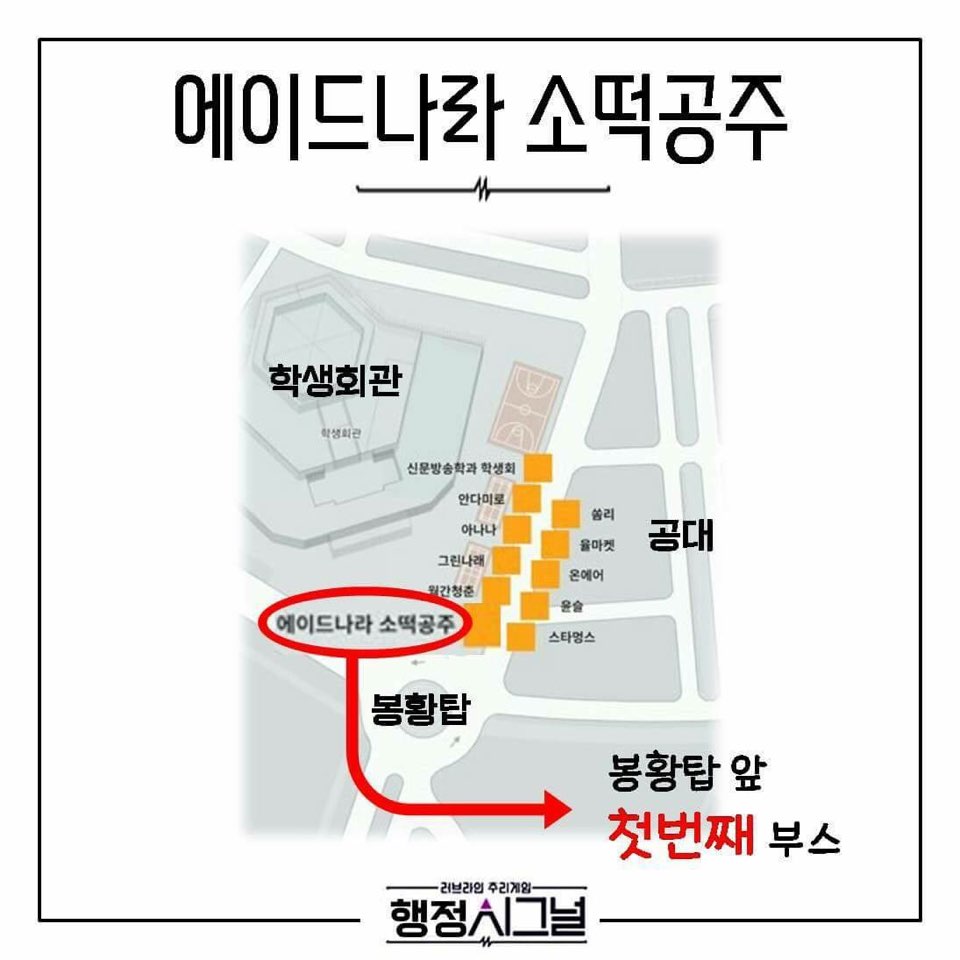 에이드나라 소떡공주
학생회관
학생회관
신문방송학과 학생회
안다미로
쏨리
아나나
공대
율마켓
그린나래
온에어
월간청춘
윤슬
에이드나라 소떡공주
스타멍스
봉황탑
봉황탑 앞
첫번째 부스
러브라인 추리게임
행정시그널